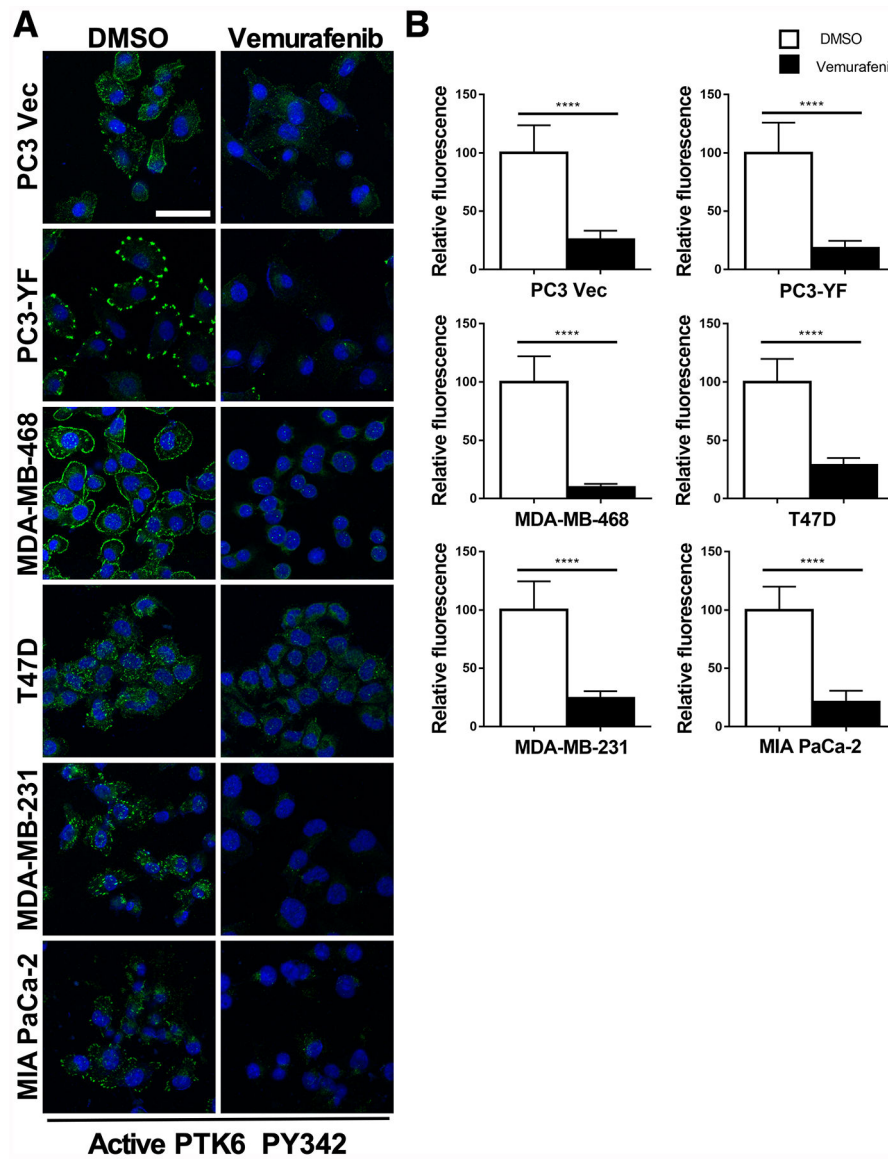 A
DMSO
Vemurafenib
PC3 Vec
PC3-YF
MDA-MB-468
T47D
MDA-MB-231
MIA PaCa-2
Active PTK6 PY342
B
DMSO
Vemurafeni
Relative fluorescence
150
100
50
0
****
PC3 Vec
Relative fluorescence
150
100
50
0
****
PC3-YF
Relative fluorescence
150
100
50
0
****
MDA-MB-468
Relative fluorescence
150
100
50
0
****
T47D
Relative fluorescence
150
100
50
0
****
MDA-MB-231
Relative fluorescence
150
100
50
0
****
MIA PaCa-2